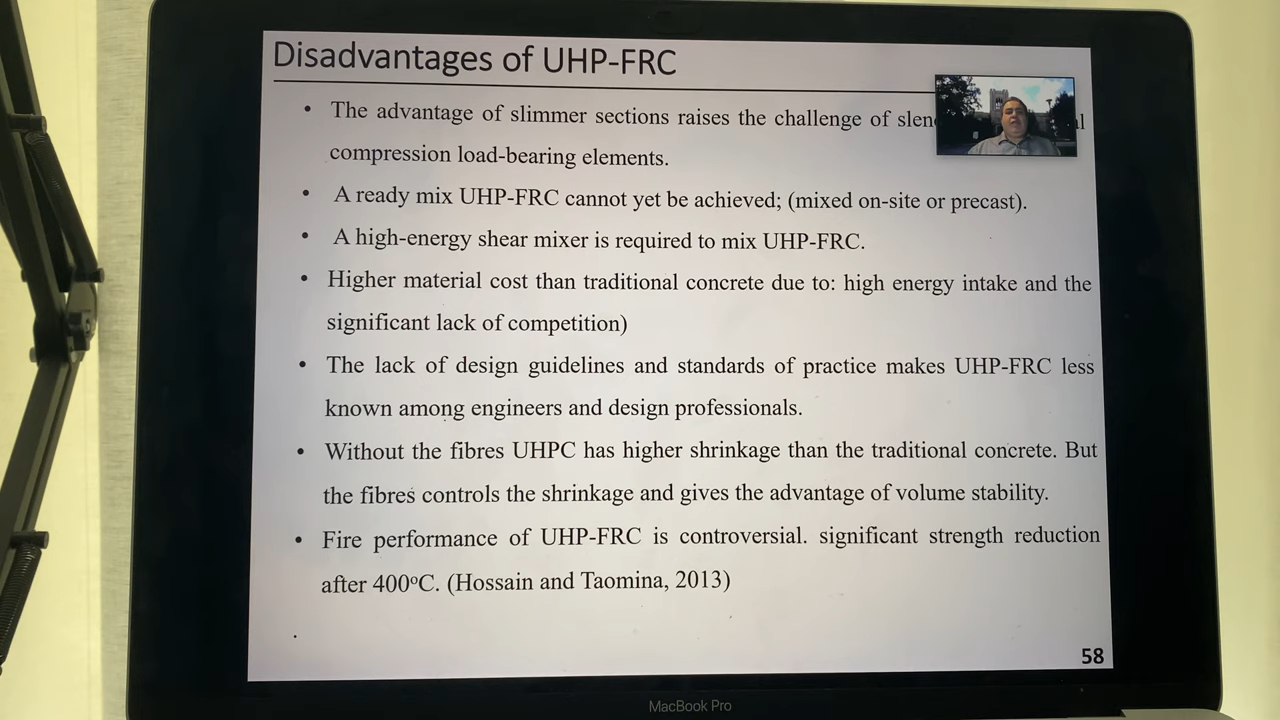 Disadvantages of UHP-FRC
• The advantage of slimmer sections raises the challenge of
compression load-bearing elements.
• A ready mix UHP-FRC cannot yet be achieved; (mixed on-site or precast).
• A high-energy shear mixer is required to mix UHP-FRC.
• Higher material cost than traditional concrete due to: high energy intake and the
significant lack of competition)
• The lack of design guidelines and standards of practice makes UHP-FRC less
known among engineers and design professionals.
• Without the fibres UHPC has higher shrinkage than the traditional concrete. But
the fibres controls the shrinkage and gives the advantage of volume stability.
• Fire performance of UHP-FRC is controversial. significant strength reduction
after 400°C. (Hossain and Taomina, 2013)
58
MacBook Pro